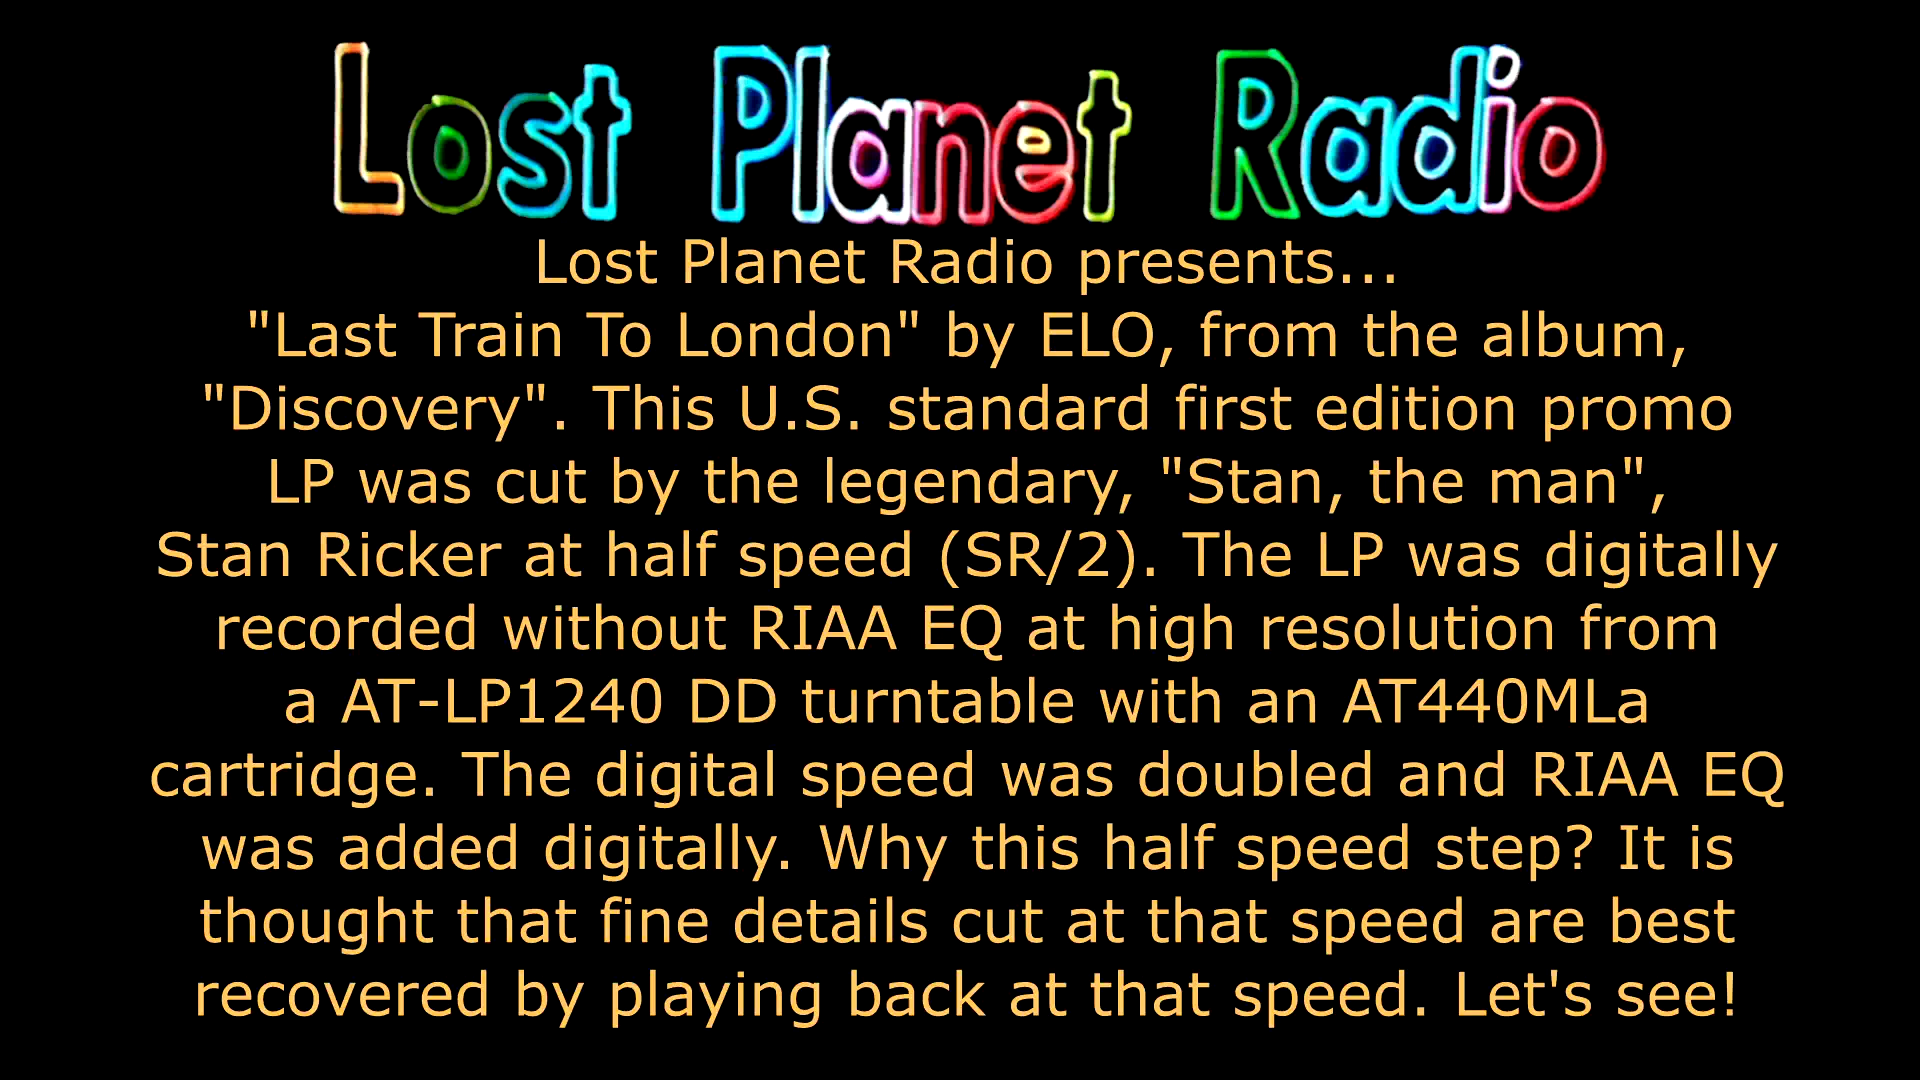 Lost Planet Radio
Lost Planet Radio presents...
"Last Train To London" by ELO, from the album,
"Discovery". This U.S. standard first edition promo
LP was cut by the legendary, "Stan, the man",
Stan Ricker at half speed (SR/2). The LP was digitally
recorded without RIAA EQ at high resolution from
a AT-LP1240 DD turntable with an AT440MLa
cartridge. The digital speed was doubled and RIAA EQ
was added digitally. Why this half speed step? It is
thought that fine details cut at that speed are best
recovered by playing back at that speed. Let's see!